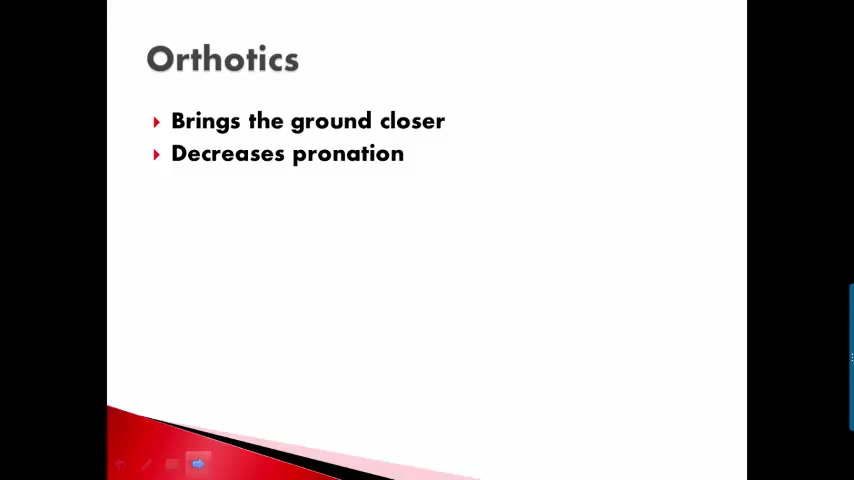 Orthotics
Brings the ground closer
Decreases pronation